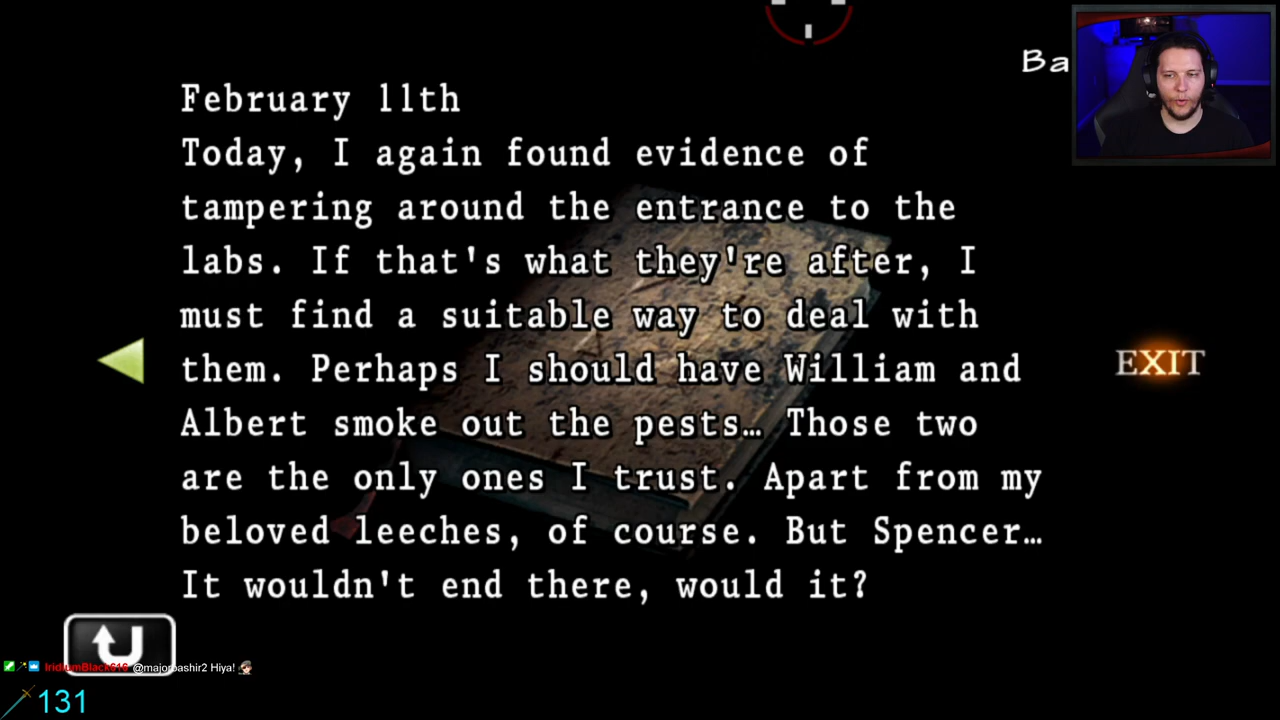 Ba
February 11th
Today, I again found evidence of
tampering around the entrance to the
labs. If that's what they're after, I
must find a suitable way to deal with
them. Perhaps I should have William and
Albert smoke out the pests… Those two
are the only ones I trust. Apart from my
beloved leeches, of course. But Spencer…
It wouldn't end there, would it?
EXIT
IridiumBlack616 @majorbashir2 Hiya!
131